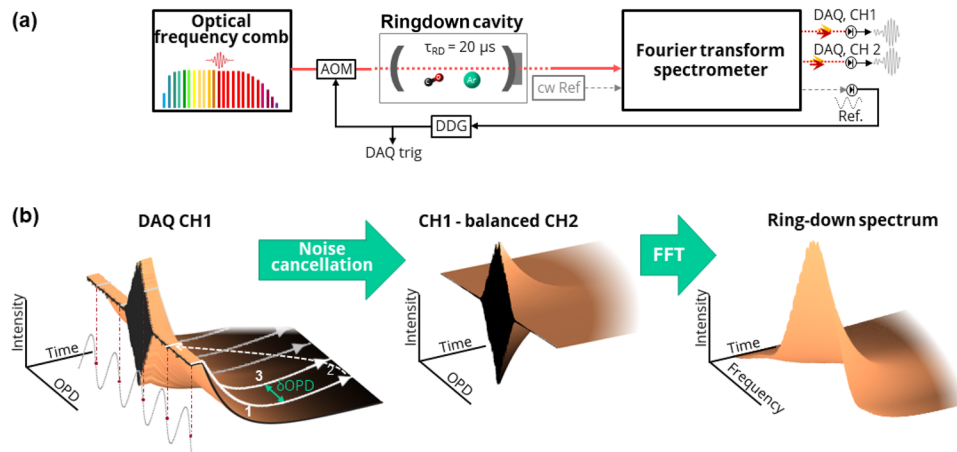 (a)
Optical
frequency comb
AOM
Ringdown cavity
τRD = 20 µs
Ar
cw Ref
Fourier transform
spectrometer
DAQ, CH1
DAQ, CH 2
Ref.
DDG
DAQ trig
(b)
DAQ CH1
Noise
cancellation
CH1 - balanced CH2
FFT
Ring-down spectrum
Intensity
Time
OPD
1
2
3
δOPD
Intensity
Time
OPD
Intensity
Time
Frequency